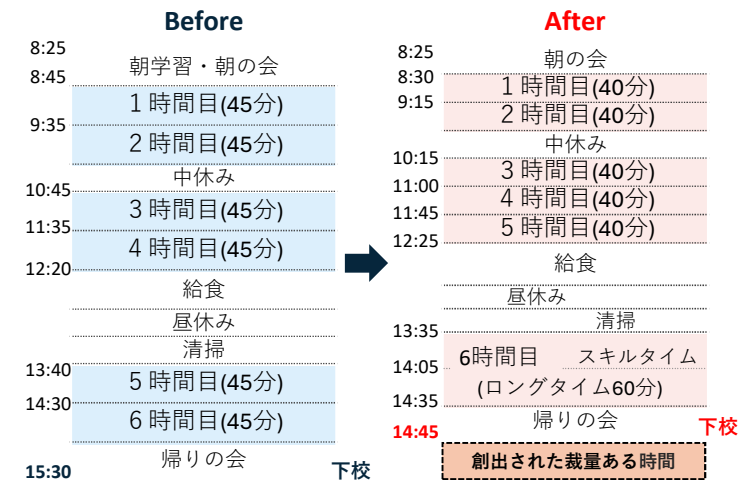 Before
8:25
朝学習・朝の会
8:45
1時間目(45分)
9:35
2時間目(45分)
中休み
10:45
3時間目(45分)
11:35
4時間目(45分)
12:20
給食
昼休み
清掃
13:40
5時間目(45分)
14:30
6時間目(45分)
帰りの会
15:30
下校
After
8:25
朝の会
8:30
1時間目(40分)
9:15
2時間目(40分)
中休み
10:15
3時間目(40分)
11:00
4時間目(40分)
11:45
5時間目(40分)
12:25
給食
昼休み
清掃
13:35
6時間目 スキルタイム
14:05
(ロングタイム60分)
14:35
帰りの会
14:45
下校
創出された裁量ある時間